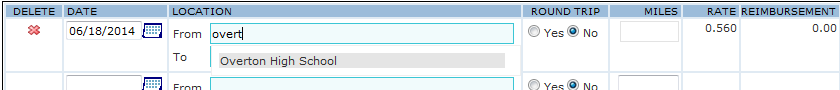 DELETE DATE LOCATION ROUND TRIP MILES RATE REIMBURSEMENT
06/18/2014 From overt Yes No 0.560 0.00
To Overton High School
From Yes No